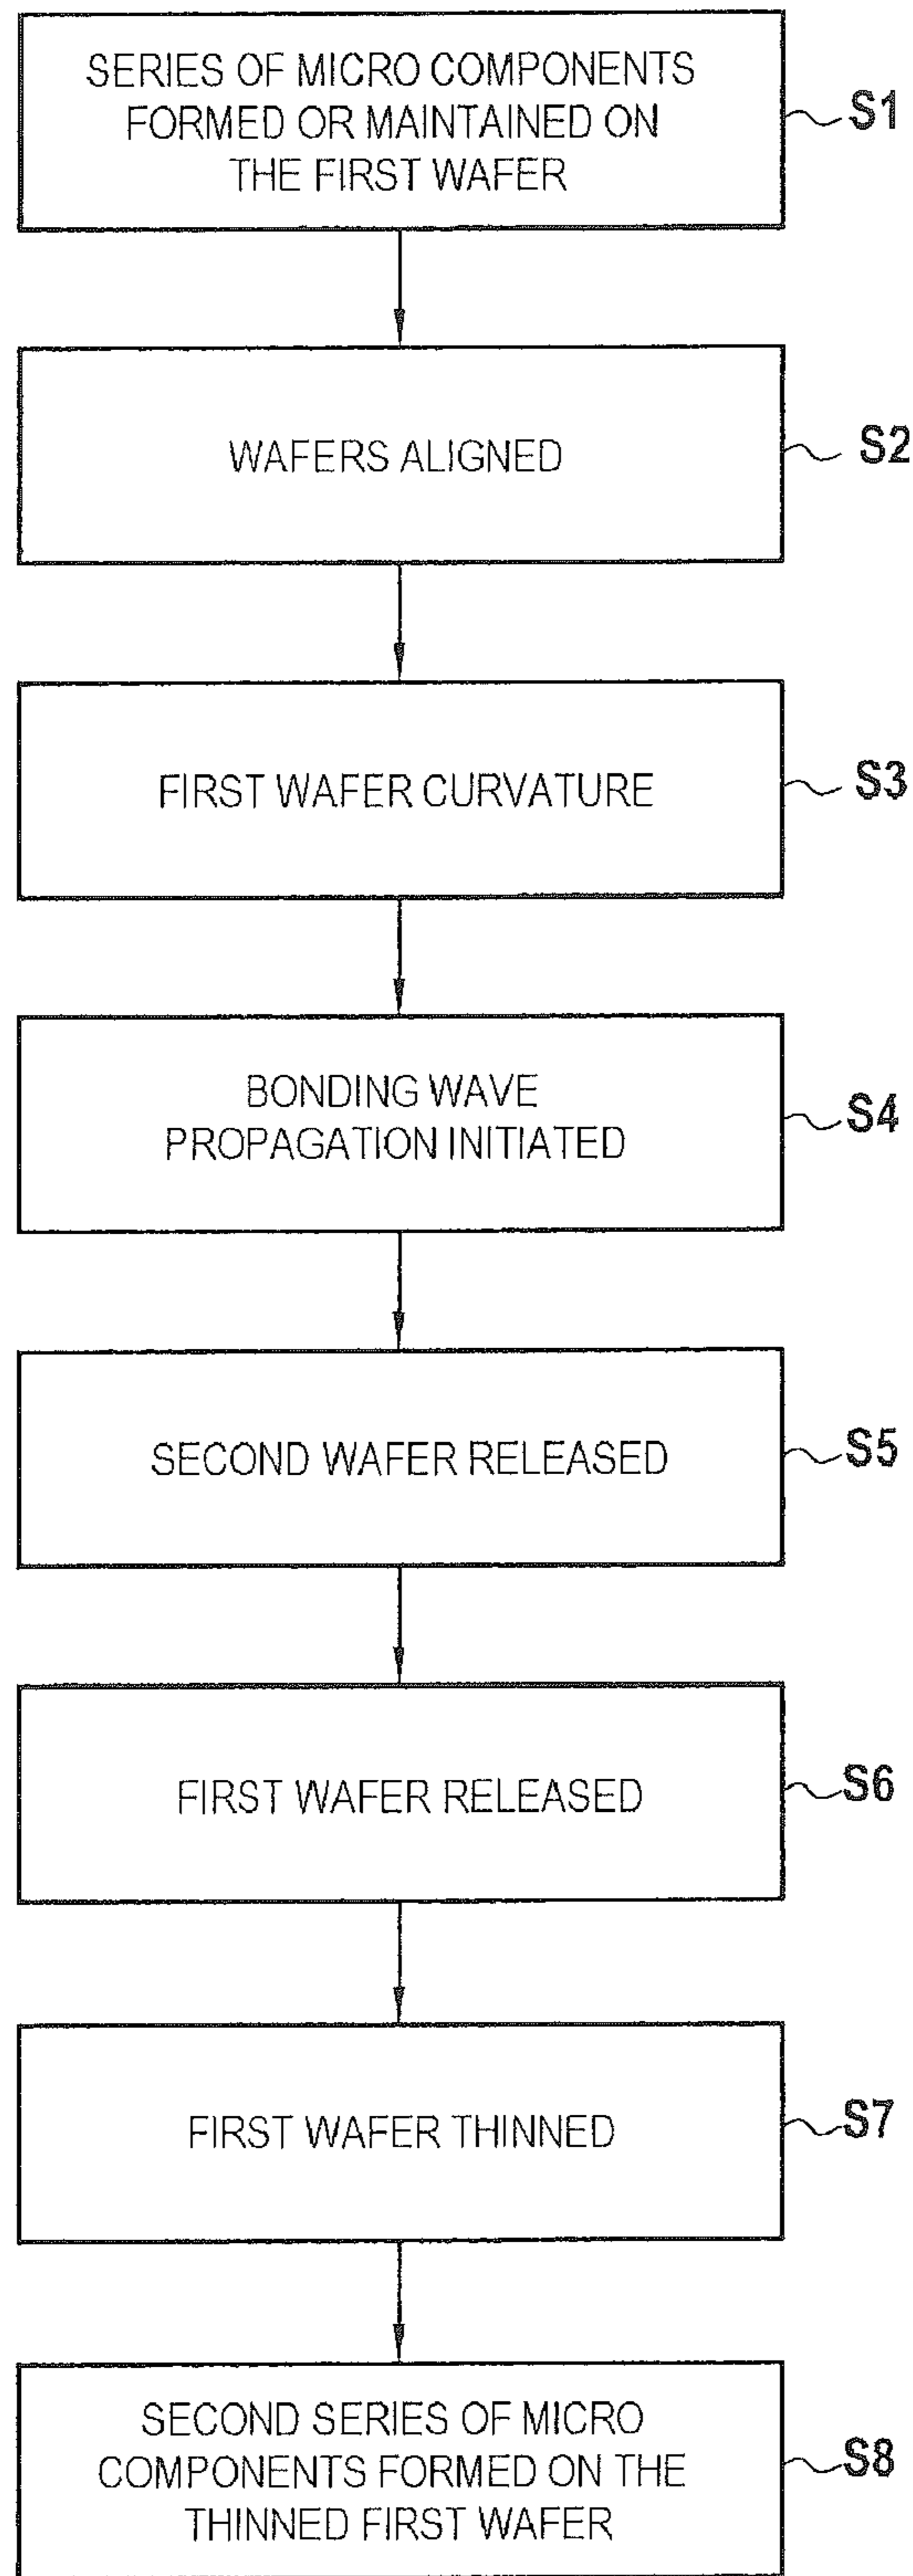 SERIES OF MICRO COMPONENTS
FORMED OR MAINTAINED ON
THE FIRST WAFER
S1
WAFERS ALIGNED
S2
FIRST WAFER CURVATURE
S3
BONDING WAVE
PROPAGATION INITIATED
S4
SECOND WAFER RELEASED
S5
FIRST WAFER RELEASED
S6
FIRST WAFER THINNED
S7
SECOND SERIES OF MICRO
COMPONENTS FORMED ON THE
THINNED FIRST WAFER
S8